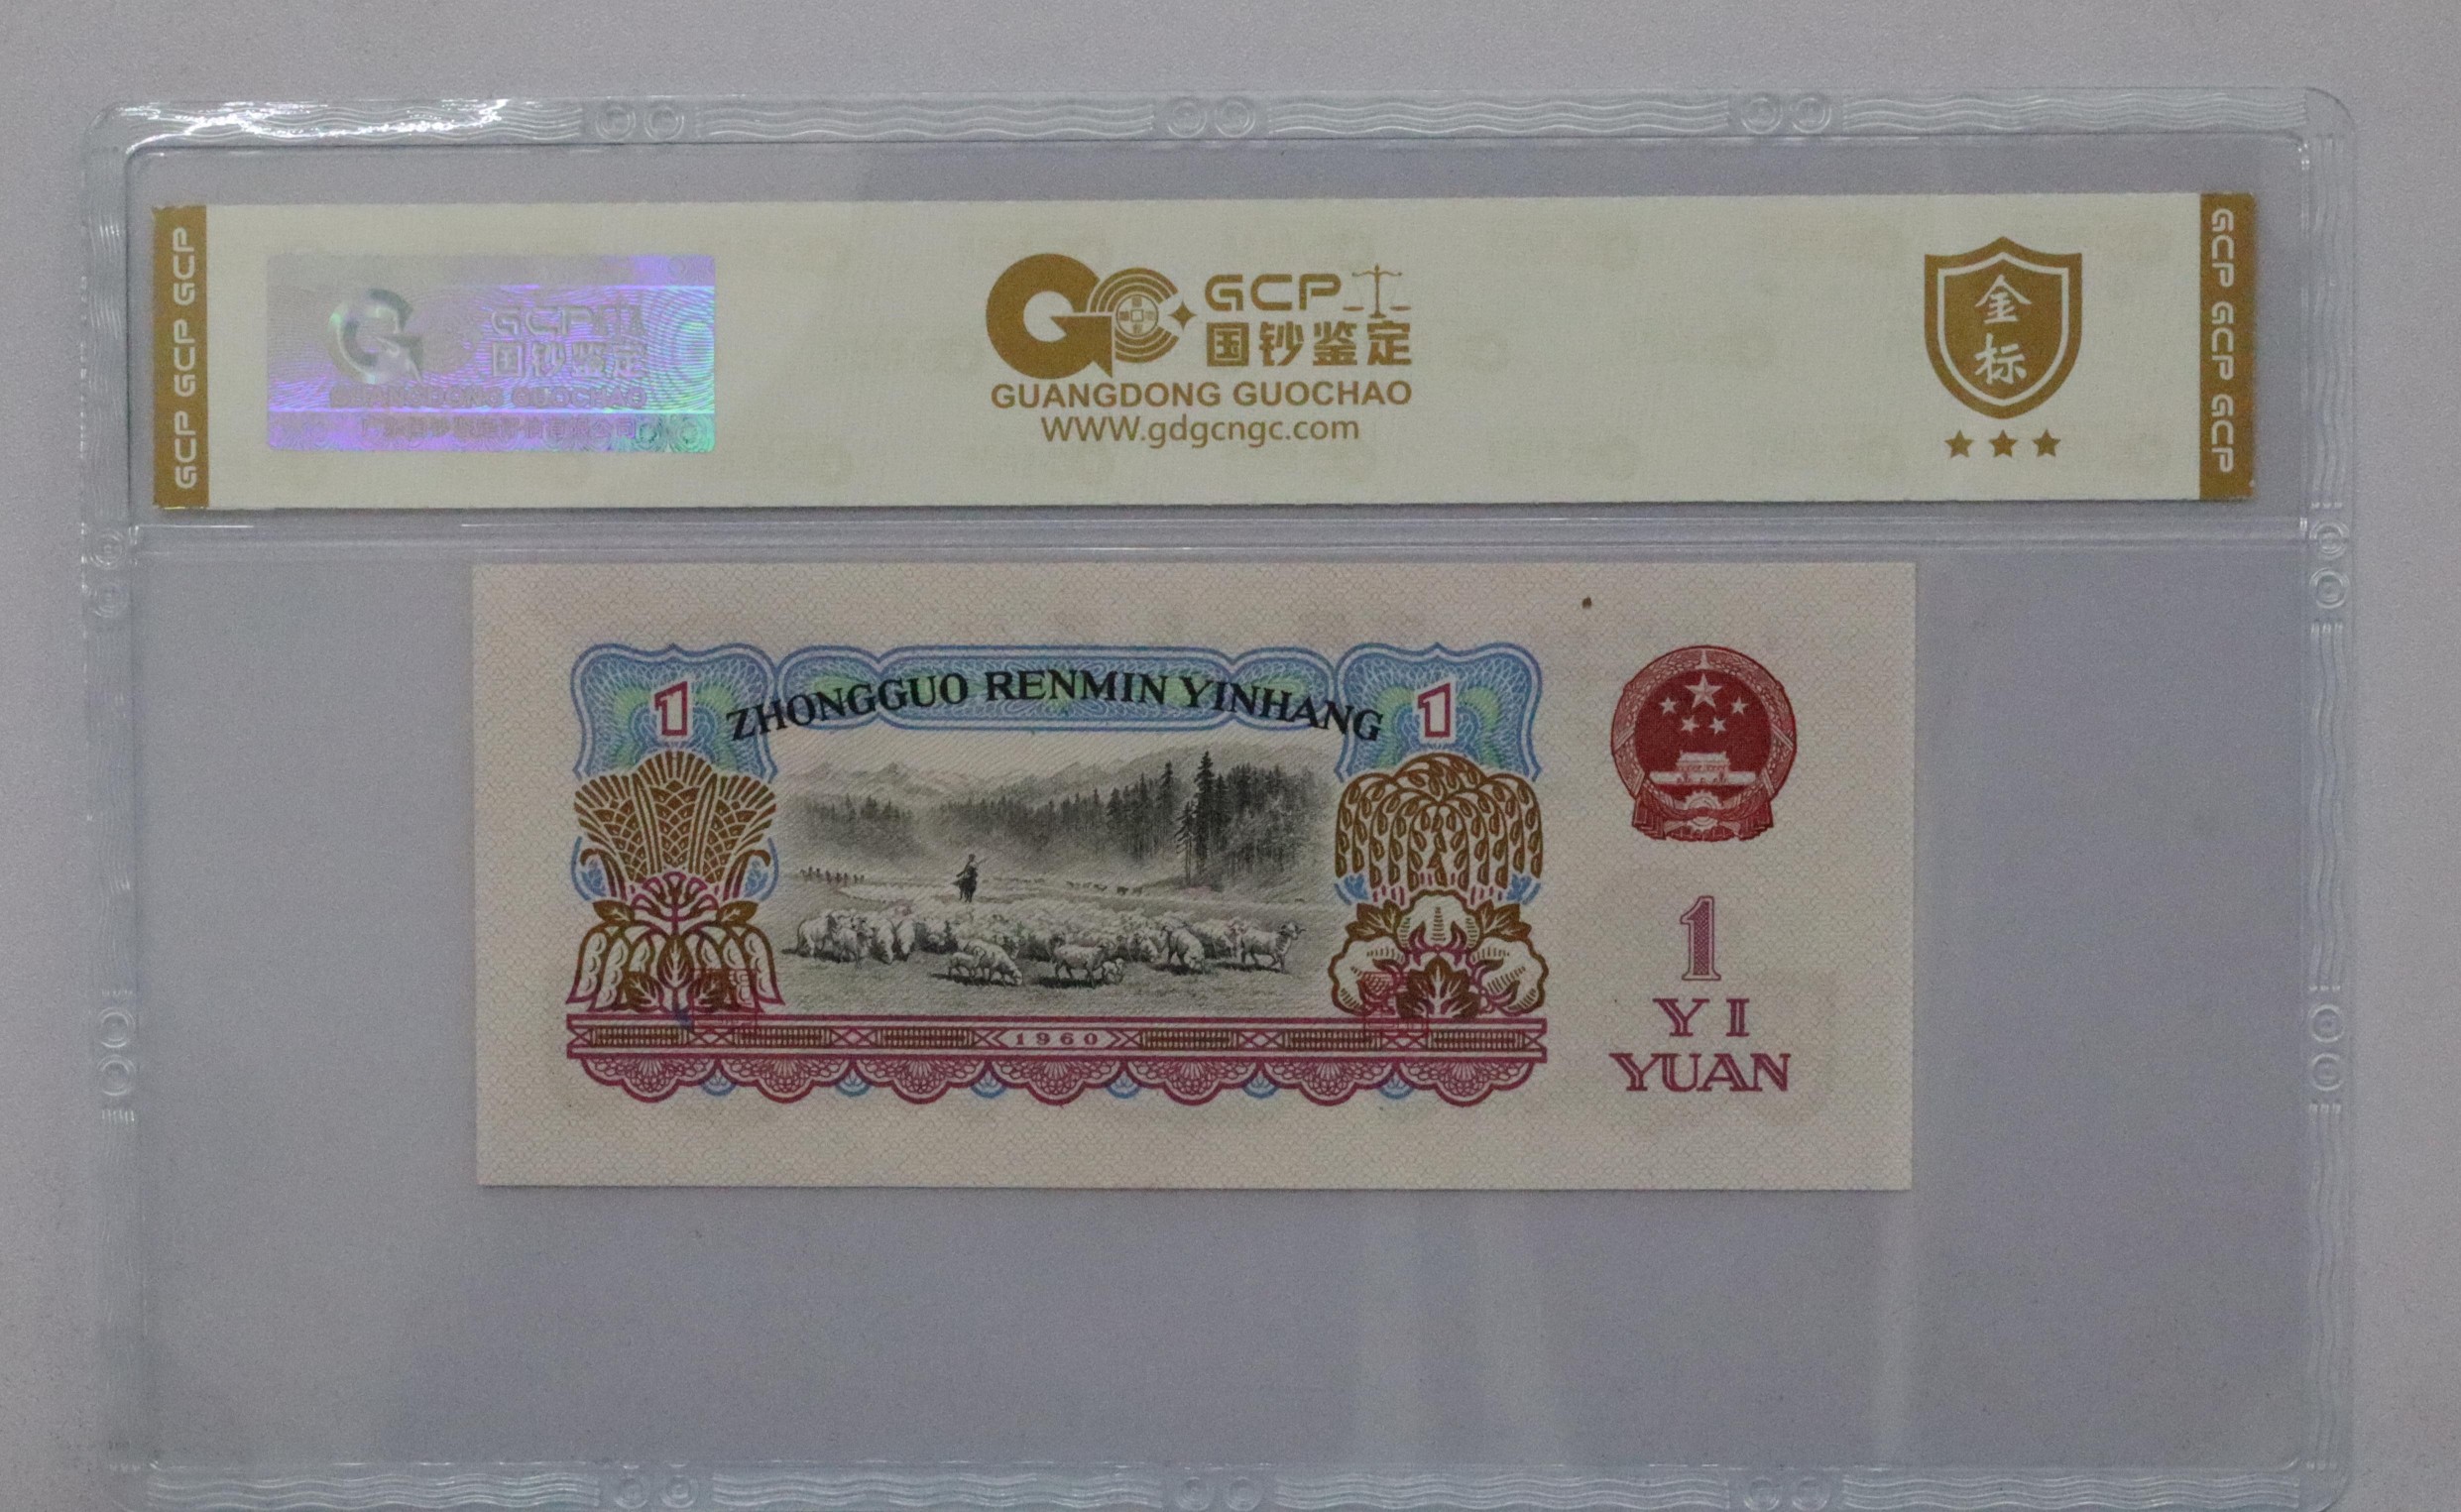 GCP GCP GCP
GCP
国钞鉴定
GUANGDONG GUOCHAO
GCP
国钞鉴定
GUANGDONG GUOCHAO
WWW.gdgcngc.com
金
标
GCP GCP GCP
1
ZHONGGUO RENMIN YINHANG
1
1960
1
YI
YUAN